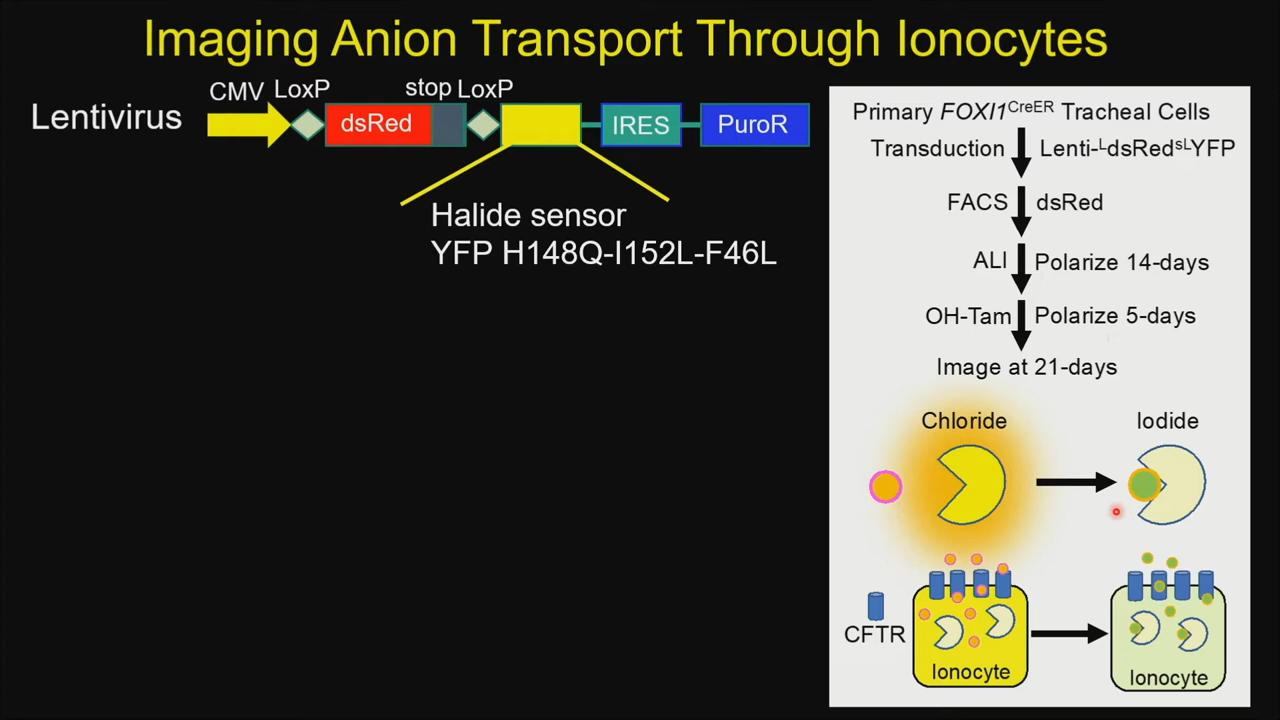 Imaging Anion Transport Through Ionocytes
CMV LoxP stop LoxP
Lentivirus dsRed IRES PuroR
Halide sensor
YFP H148Q-I152L-F46L
Primary FOXI1CreER Tracheal Cells
Transduction Lenti-LdsRedsLYFP
FACS dsRed
ALI Polarize 14-days
OH-Tam Polarize 5-days
Image at 21-days
Chloride Iodide
CFTR
Ionocyte Ionocyte